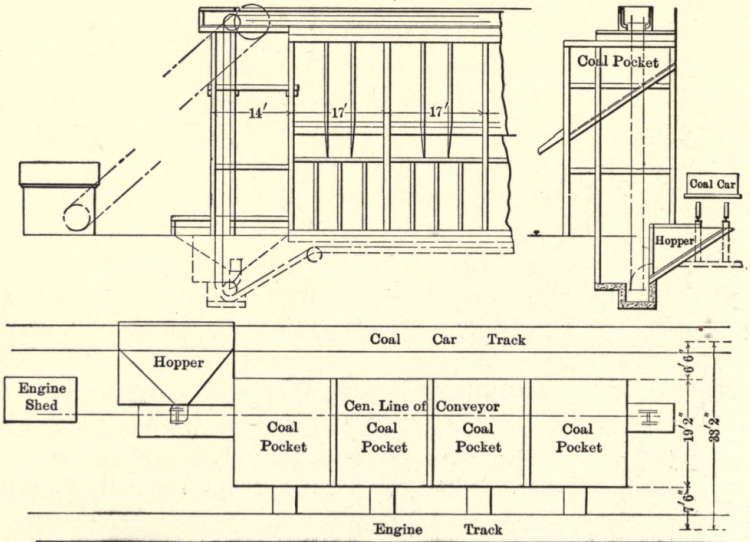 Coal Pocket
14′
17′
17′
Coal Car
Hopper
Coal Car Track
Hopper
Engine
Shed
Cen. Line of Conveyor
Coal
Pocket
Coal
Pocket
Coal
Pocket
Coal
Pocket
6′6″
19′2″
33′2″
7′6″
Engine Track